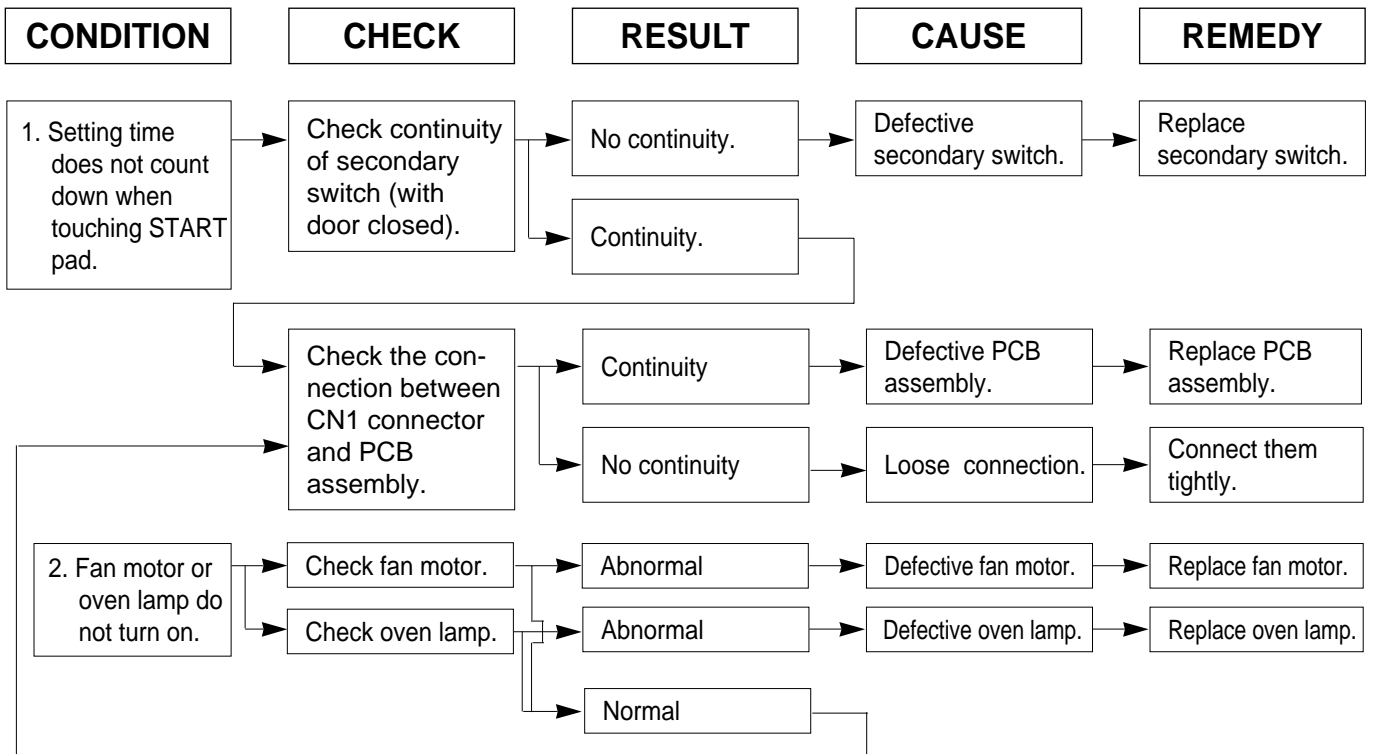 CONDITION
CHECK
RESULT
CAUSE
REMEDY
1. Setting time
does not count
down when
touching START
pad.
Check continuity
of secondary
switch (with
door closed).
No continuity.
Defective
secondary switch.
Replace
secondary switch.
Continuity.
Check the con-
nection between
CN1 connector
and PCB
assembly.
Continuity
Defective PCB
assembly.
Replace PCB
assembly.
No continuity
Loose connection.
Connect them
tightly.
2. Fan motor or
oven lamp do
not turn on.
Check fan motor.
Abnormal
Defective fan motor.
Replace fan motor.
Check oven lamp.
Abnormal
Defective oven lamp.
Replace oven lamp.
Normal